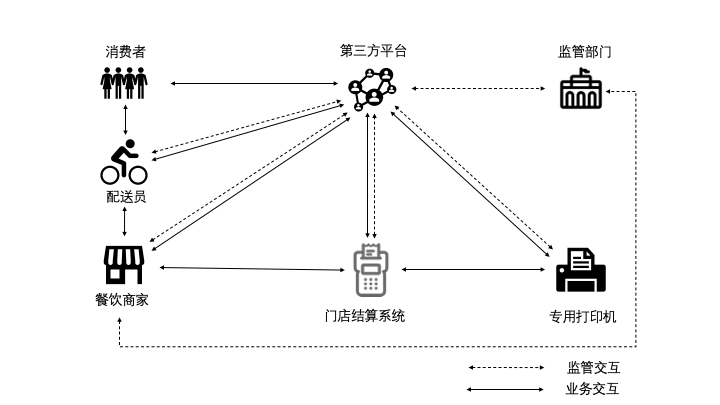 消费者
第三方平台
监管部门
配送员
餐饮商家
门店结算系统
专用打印机
监管交互
业务交互